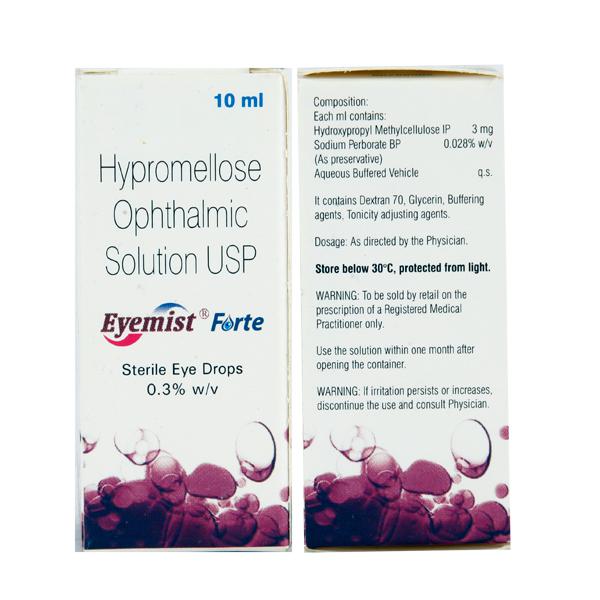 10 ml
Hypromellose
Ophthalmic
Solution USP
Eyemist® Forte
Sterile Eye Drops
0.3% w/v
Composition:
Each ml contains:
Hydroxypropyl Methylcellulose IP 3 mg
Sodium Perborate BP 0.028% w/v
(As preservative)
Aqueous Buffered Vehicle q.s.
It contains Dextran 70, Glycerin, Buffering
agents, Tonicity adjusting agents.
Dosage: As directed by the Physician.
Store below 30°C, protected from light.
WARNING: To be sold by retail on the
prescription of a Registered Medical
Practitioner only.
Use the solution within one month after
opening the container.
WARNING: If irritation persists or increases,
discontinue the use and consult Physician.